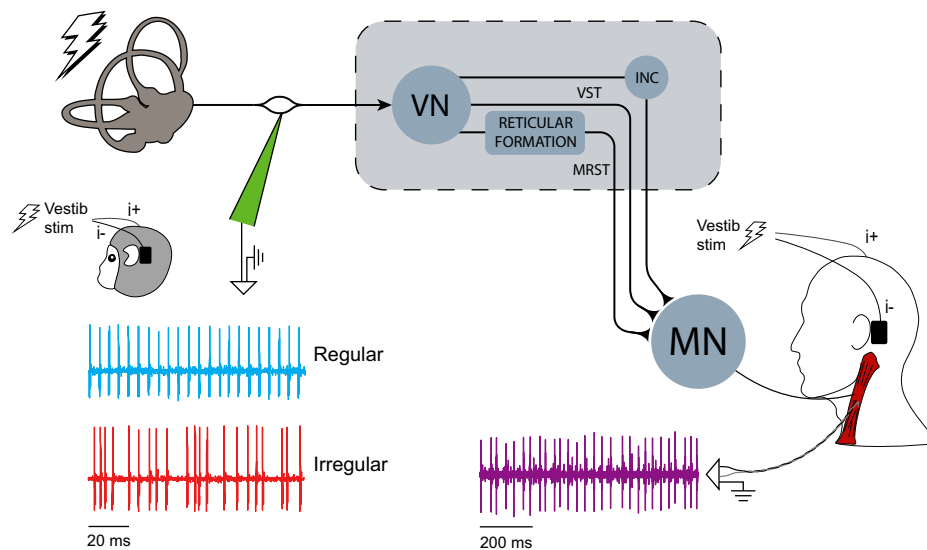 VN
INC
VST
RETICULAR
FORMATION
MRST
Vestib
stim
i+
i-
Vestib
stim
i+
i-
MN
Regular
Irregular
20 ms
200 ms